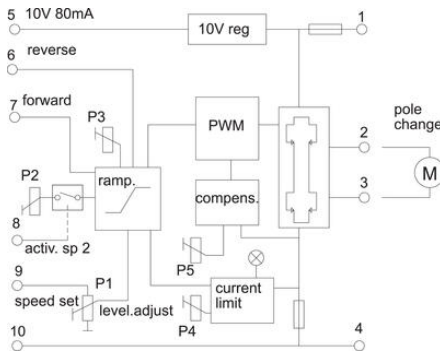 5 10V 80mA
10V reg
1
6 reverse
7 forward
P3
PWM
2
pole
change
M
P2
ramp.
compens.
3
8
activ. sp 2
P5
9
P1
speed set
level.adjust
P4
current
limit
10
4